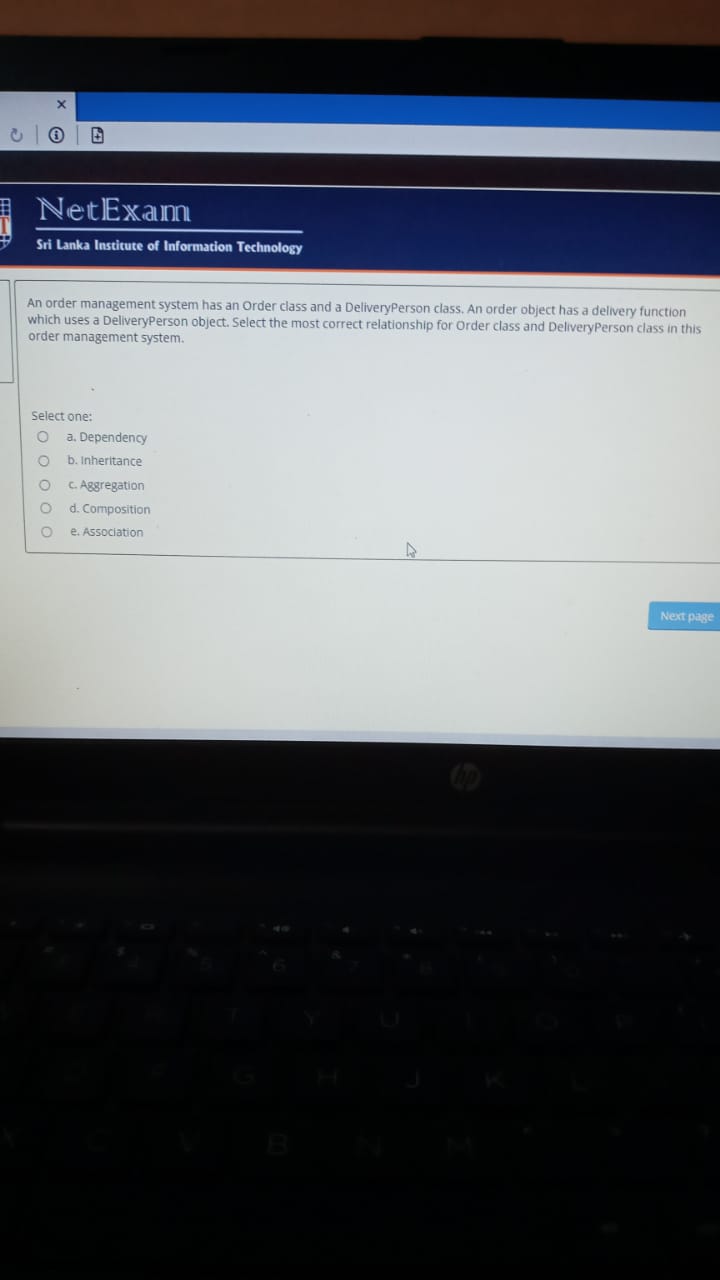 NetExam
Sri Lanka Institute of Information Technology
An order management system has an Order class and a DeliveryPerson class. An order object has a delivery function
which uses a DeliveryPerson object. Select the most correct relationship for Order class and DeliveryPerson class in this
order management system.
Select one:
a. Dependency
b. Inheritance
c. Aggregation
d. Composition
e. Association
Next page
hp
6
T Y U
G H J K
B N M